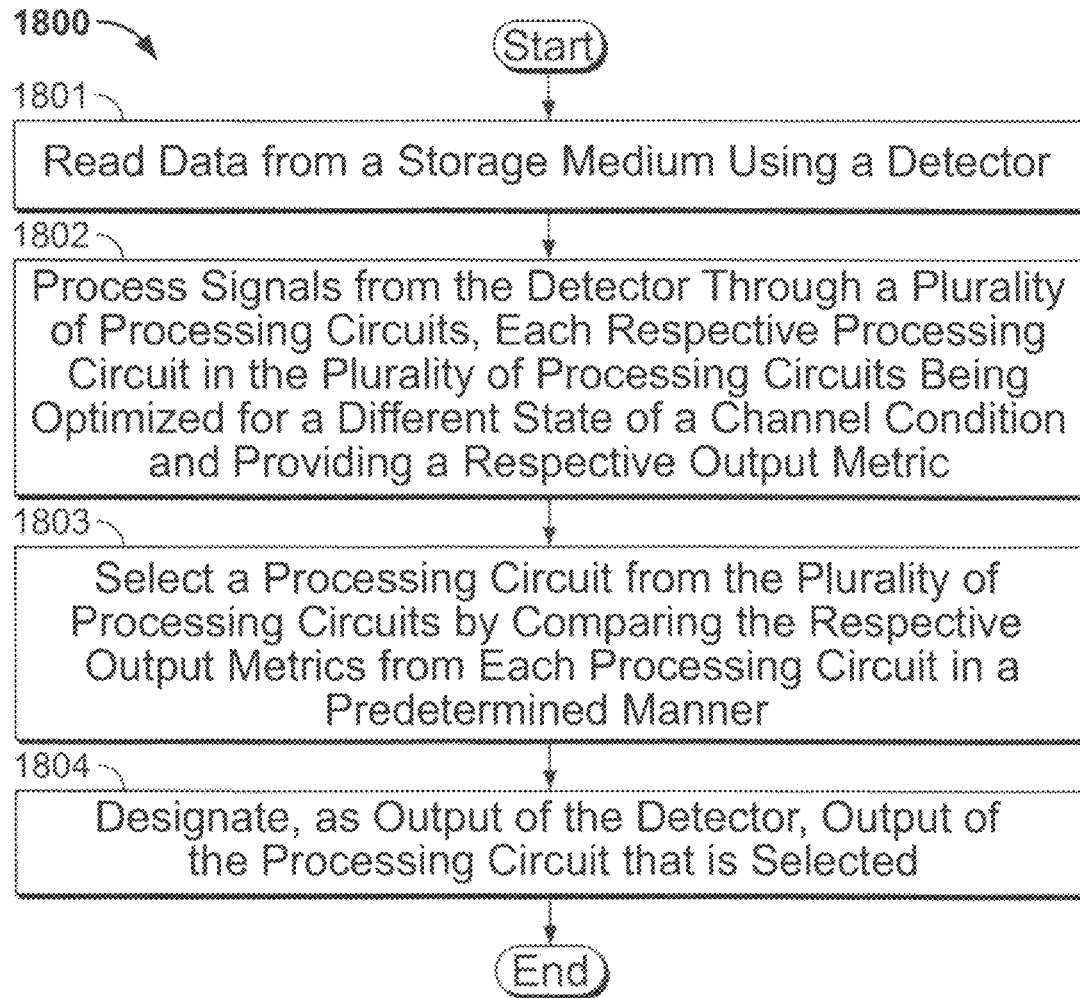 1800
Start
1801
Read Data from a Storage Medium Using a Detector
1802
Process Signals from the Detector Through a Plurality
of Processing Circuits, Each Respective Processing
Circuit in the Plurality of Processing Circuits Being
Optimized for a Different State of a Channel Condition
and Providing a Respective Output Metric
1803
Select a Processing Circuit from the Plurality of
Processing Circuits by Comparing the Respective
Output Metrics from Each Processing Circuit in a
Predetermined Manner
1804
Designate, as Output of the Detector, Output of
the Processing Circuit that is Selected
End